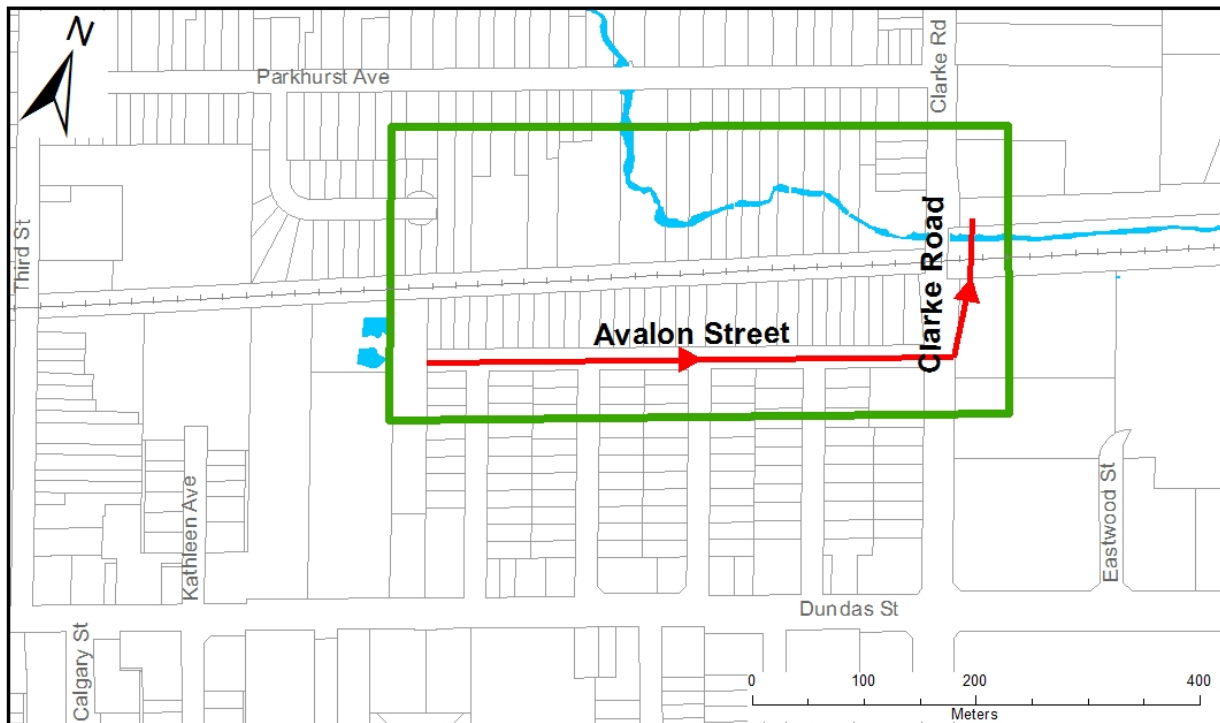 N
Parkhurst Ave
Clarke Rd
Third St
Clarke Road
Avalon Street
Kathleen Ave
Eastwood St
Dundas St
Calgary St
0 100 200 400
Meters